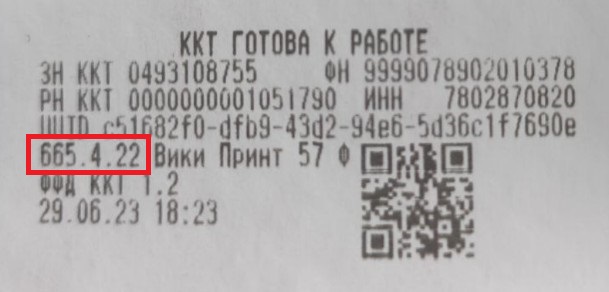 ККТ ГОТОВА К РАБОТЕ
ЗН ККТ 0493108755 ФН 9999078902010378
РН ККТ 0000000001051790 ИНН 7802870820
UUID c51682f0-dfb9-43d2-94e6-5d36c1f7690e
665.4.22 Вики Принт 57 Ф
ФФД ККТ 1.2
29.06.23 18:23